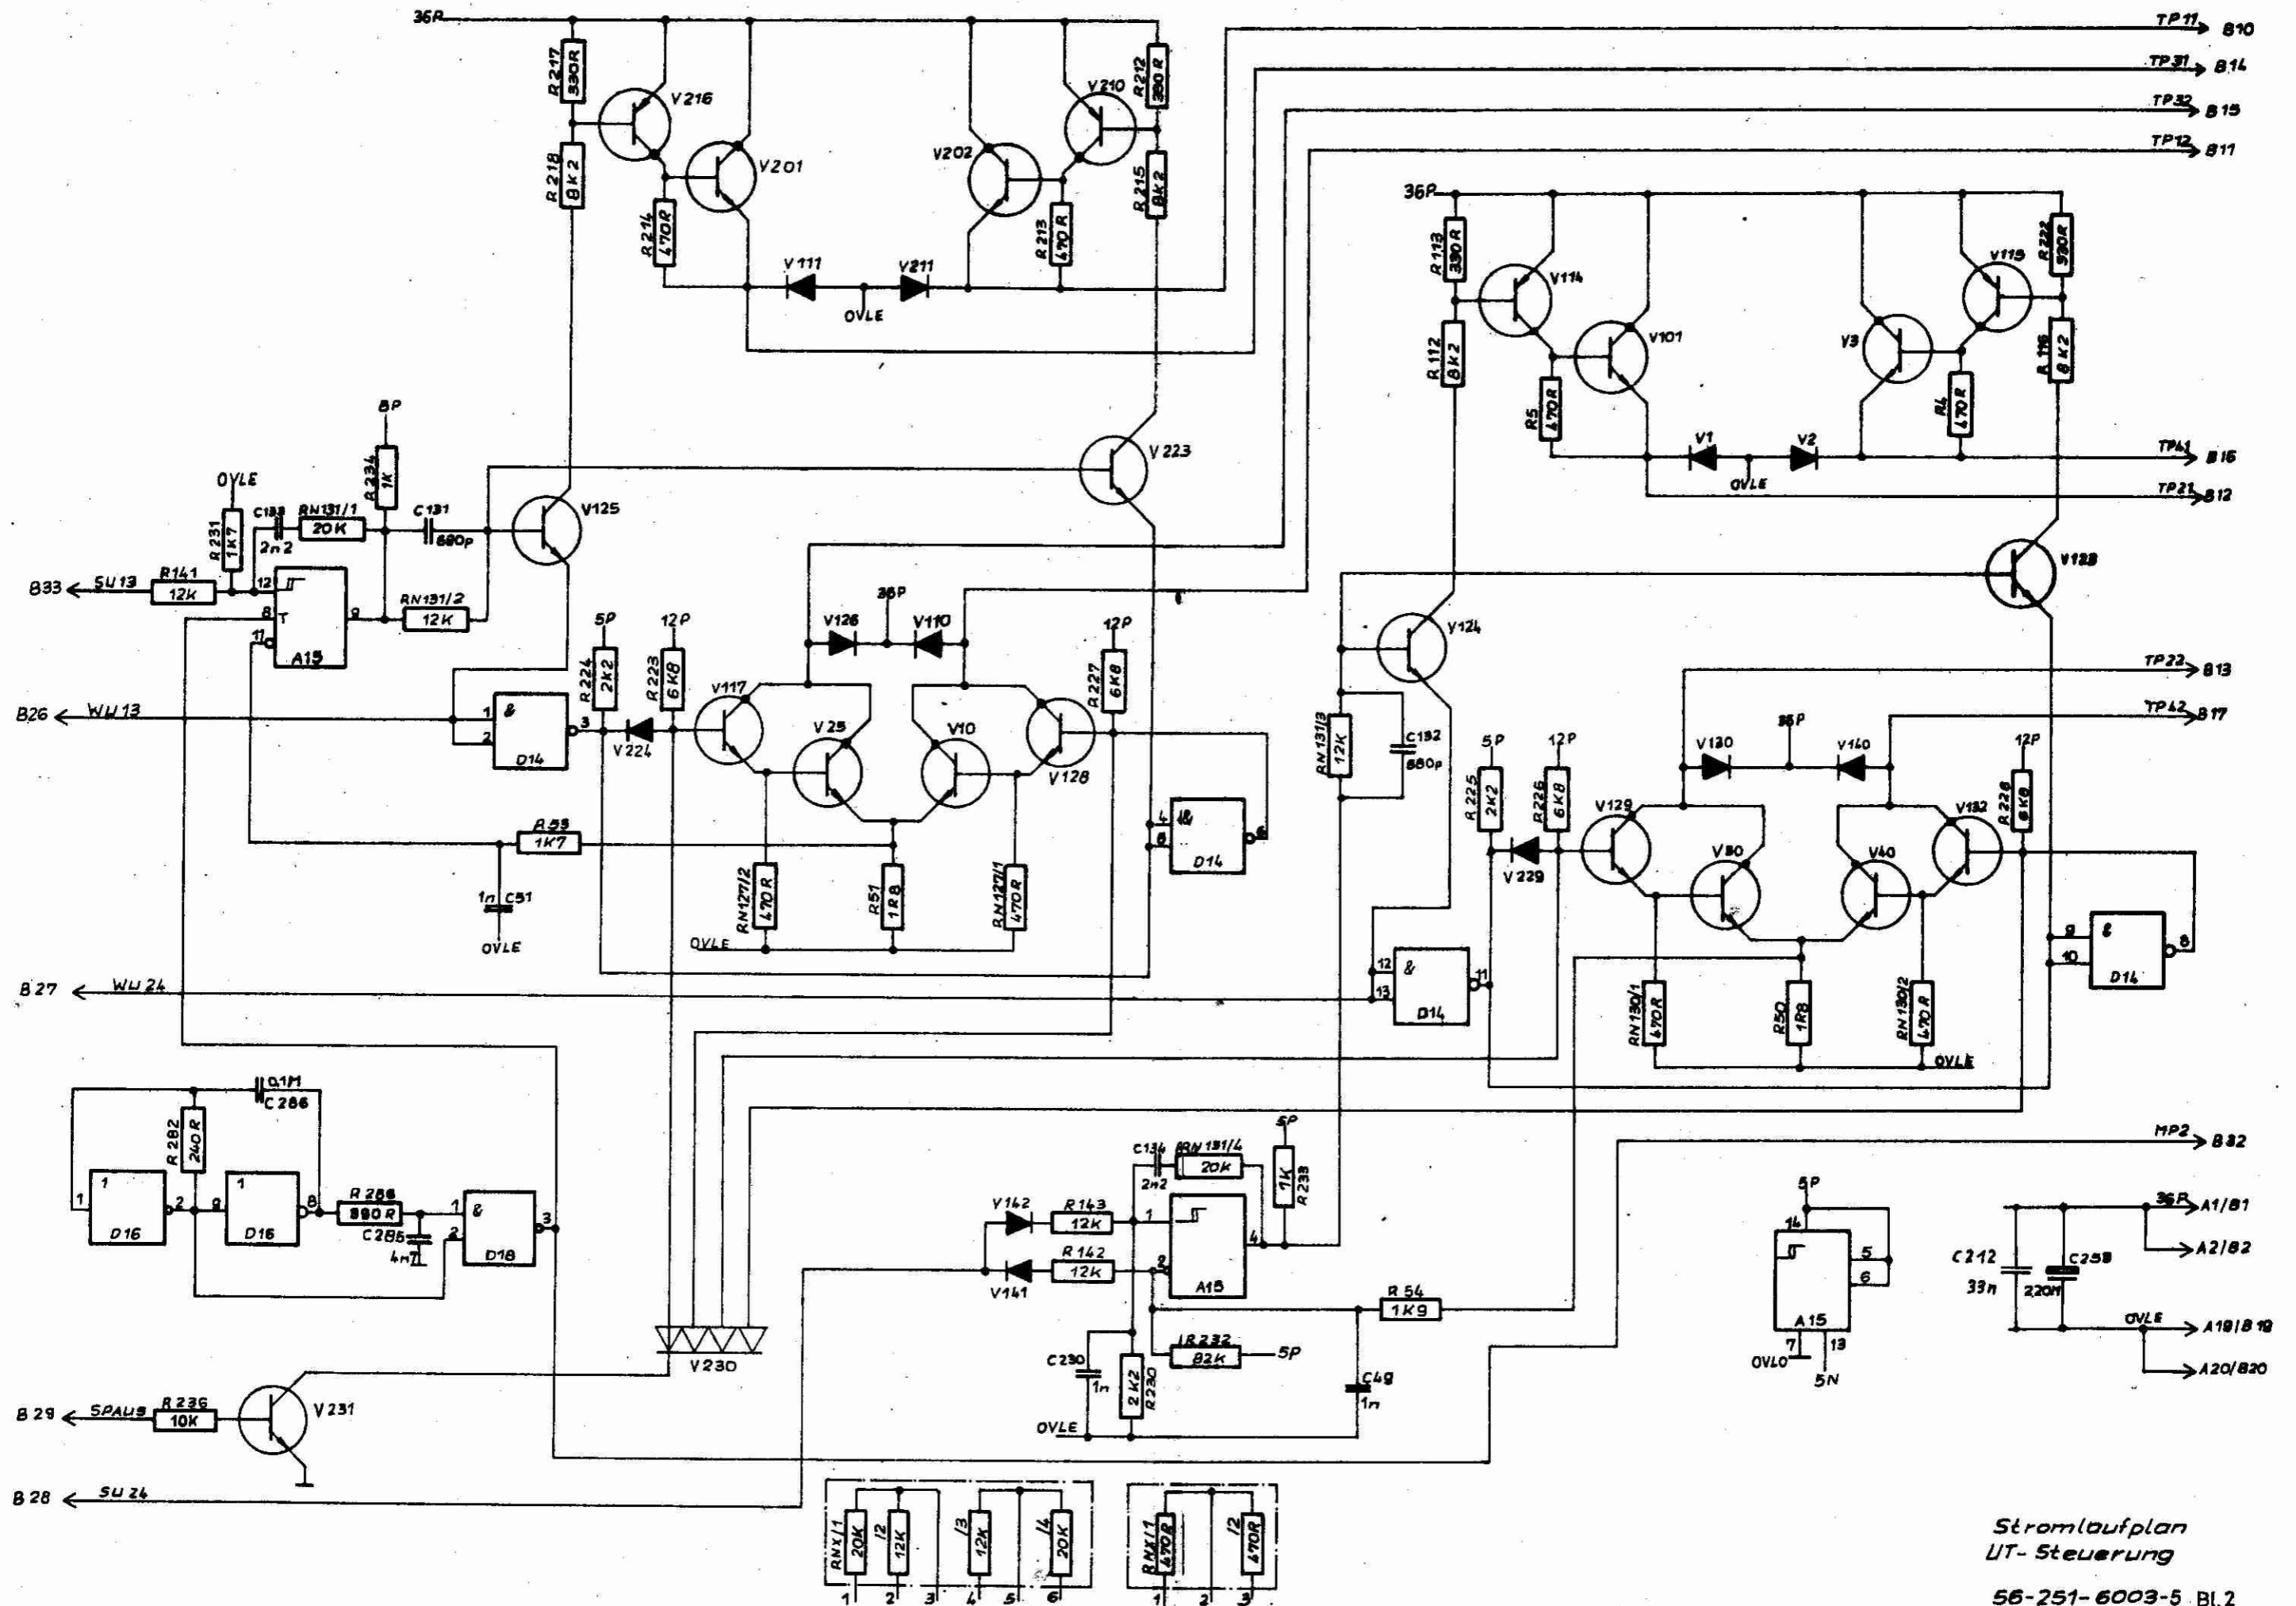 36P
TP11 B10
TP31 B14
TP32 B15
TP12 B11
R217 330R
V216
R218 8K2
V201
R214 470R
V202
V210
R212
R215 8K2
R213 470R
V111
V211
OVLE
36P
R113 330R
V114
R112 8K2
V101
R5 470R
V3
V115
R222
8K2
R4 470R
V1
V2
OVLE
TP41 B16
TP21 B12
8P
R234 1K
OVLE
R231 1K7
C133 2n2
RN131/1 20K
C131 680p
V125
V223
B33 SU13
R141 12K
12
8 T
11
9
A15
RN131/2 12K
V123
5P
R224 2K2
12P
R223 6K8
V126
36P
V110
12P
R227 6K8
V124
TP22 B13
TP42 B17
B26 WU13
1
2
&
3
D14
V224
V117
V25
V10
V128
RN131/3 12K
C132 680p
5P
R225 2K2
12P
R226 6K8
V130
36P
V140
12P
R228 6K8
R53 1K7
1n C51
OVLE
RN127/2 470R
R51 1R8
RN127/1 470R
OVLE
4
5
&
6
D14
V229
V129
V50
V40
V132
9
10
&
8
D14
B27 WU24
12
13
&
11
D14
RN130/1 470R
R50 1R8
RN130/2 470R
OVLE
0,1M
C286
R282 240R
1
1
2
D16
9
1
8
D16
R286
C285
4n7
1
2
&
3
D18
MP2 B32
C134 2n2
RN131/4 20K
5P
1K R233
V142
R143 12K
V141
R142 12K
1
2
4
A15
R54 1K9
R232 82K
5P
C230 1n
2K2 R230
C49 1n
OVLE
V230
5P
14
5
6
A15
7
13
OVLO
5N
36P A1/B1
A2/B2
C212 33n
C258 220M
OVLE A19/B19
A20/B20
B29 SPAUS
R236 10K
V231
B28 SU24
RNX/1 20K
/2 12K
/3 12K
/4 20K
1 2 3 4 5 6
RNX/1 470R
/2 470R
1 2 3
Stromlaufplan
UT-Steuerung
56-251-6003-5 Bl.2